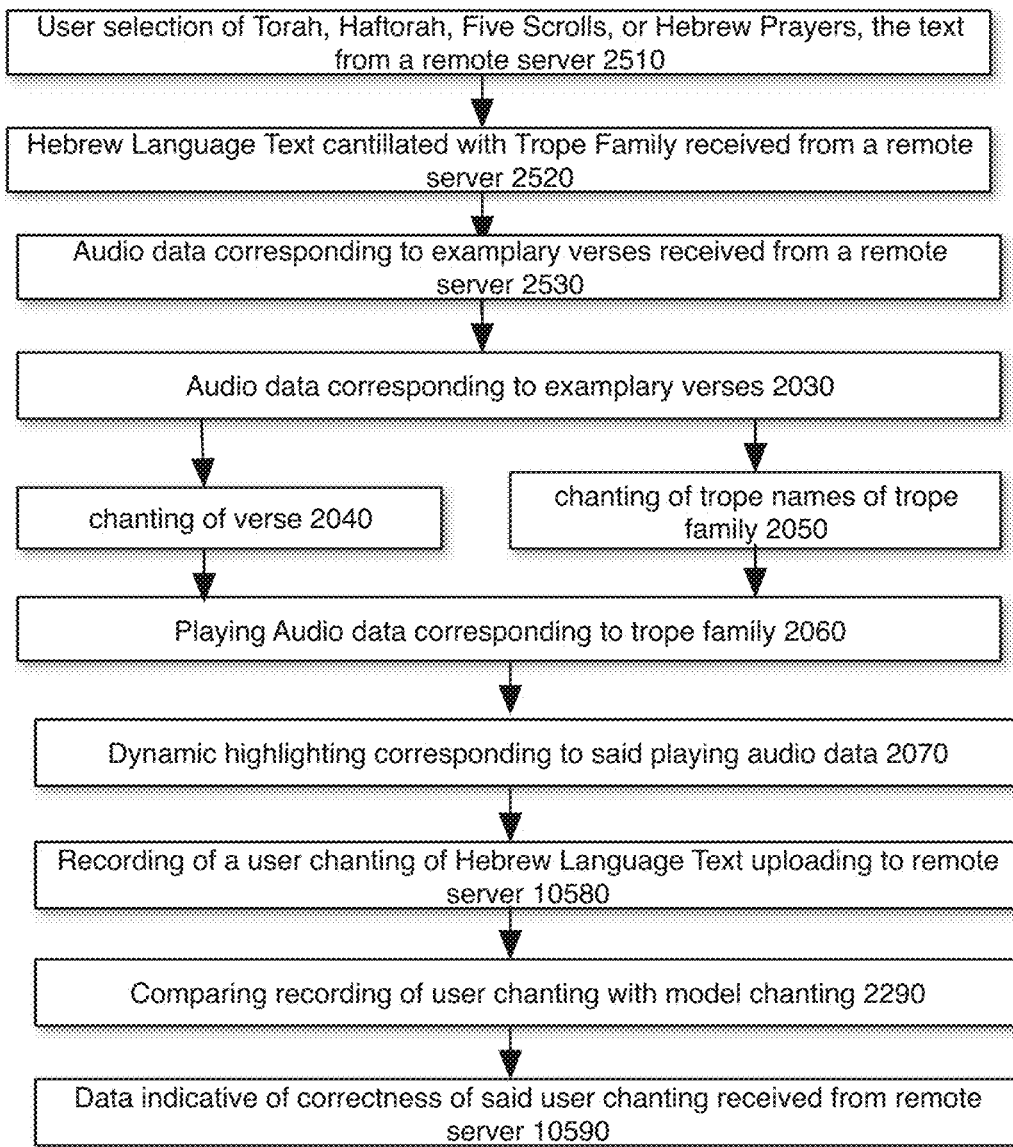 User selection of Torah, Haftorah, Five Scrolls, or Hebrew Prayers, the text
from a remote server 2510
Hebrew Language Text cantillated with Trope Family received from a remote
server 2520
Audio data corresponding to examplary verses received from a remote
server 2530
Audio data corresponding to examplary verses 2030
chanting of verse 2040
chanting of trope names of trope
family 2050
Playing Audio data corresponding to trope family 2060
Dynamic highlighting corresponding to said playing audio data 2070
Recording of a user chanting of Hebrew Language Text uploading to remote
server 10580
Comparing recording of user chanting with model chanting 2290
Data indicative of correctness of said user chanting received from remote
server 10590